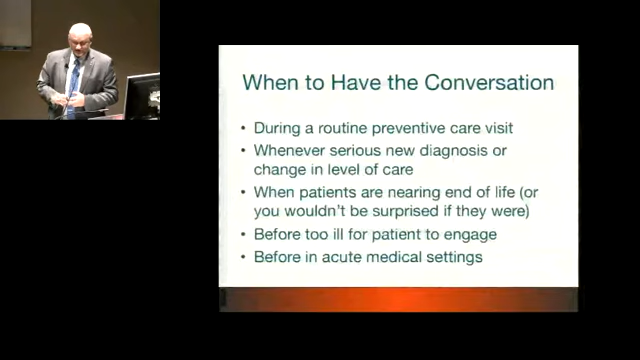 When to Have the Conversation
• During a routine preventive care visit
• Whenever serious new diagnosis or
change in level of care
• When patients are nearing end of life (or
you wouldn't be surprised if they were)
• Before too ill for patient to engage
• Before in acute medical settings